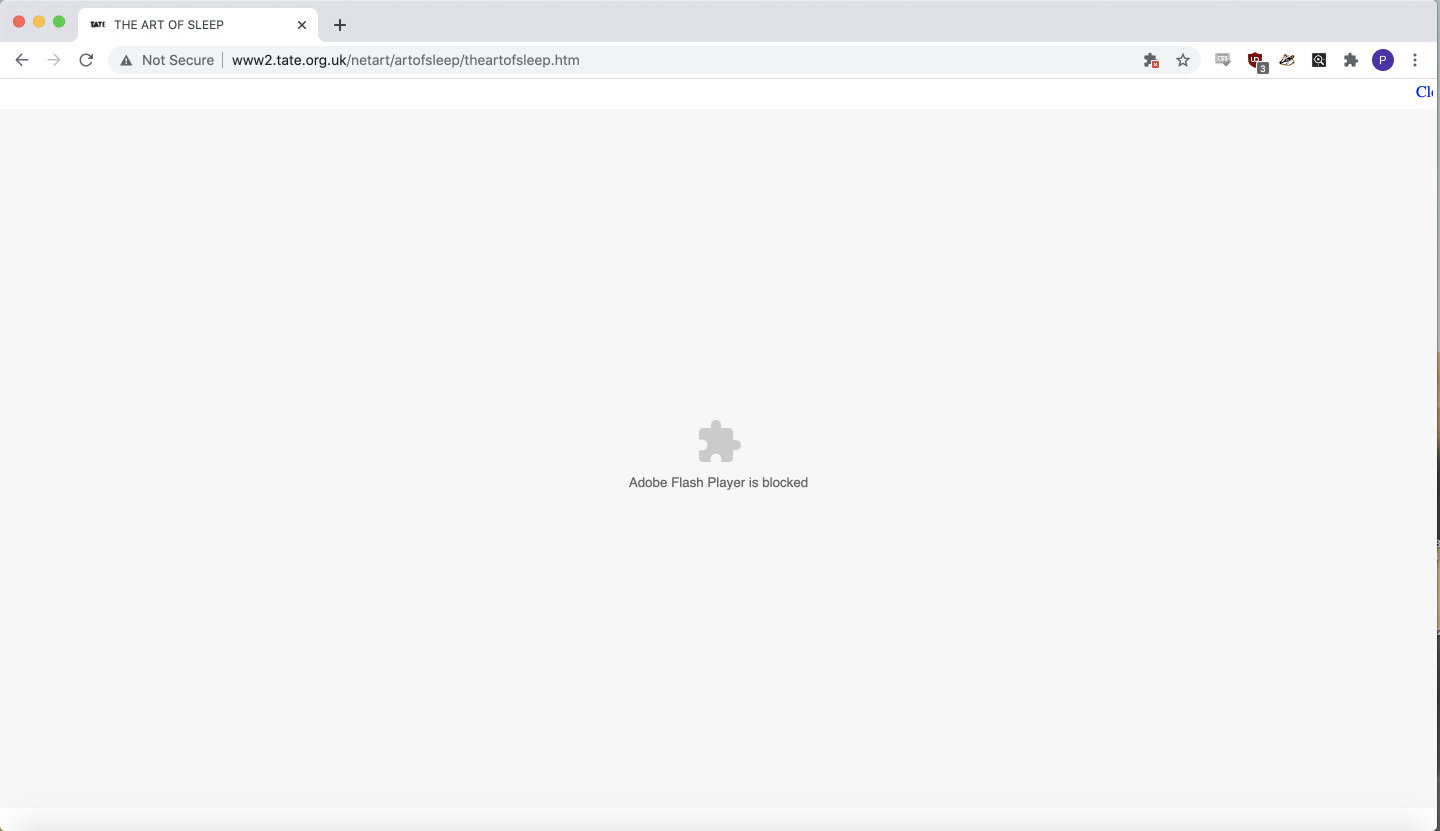 TATE THE ART OF SLEEP
Not Secure www2.tate.org.uk/netart/artofsleep/theartofsleep.htm
3
P
Cl
Adobe Flash Player is blocked